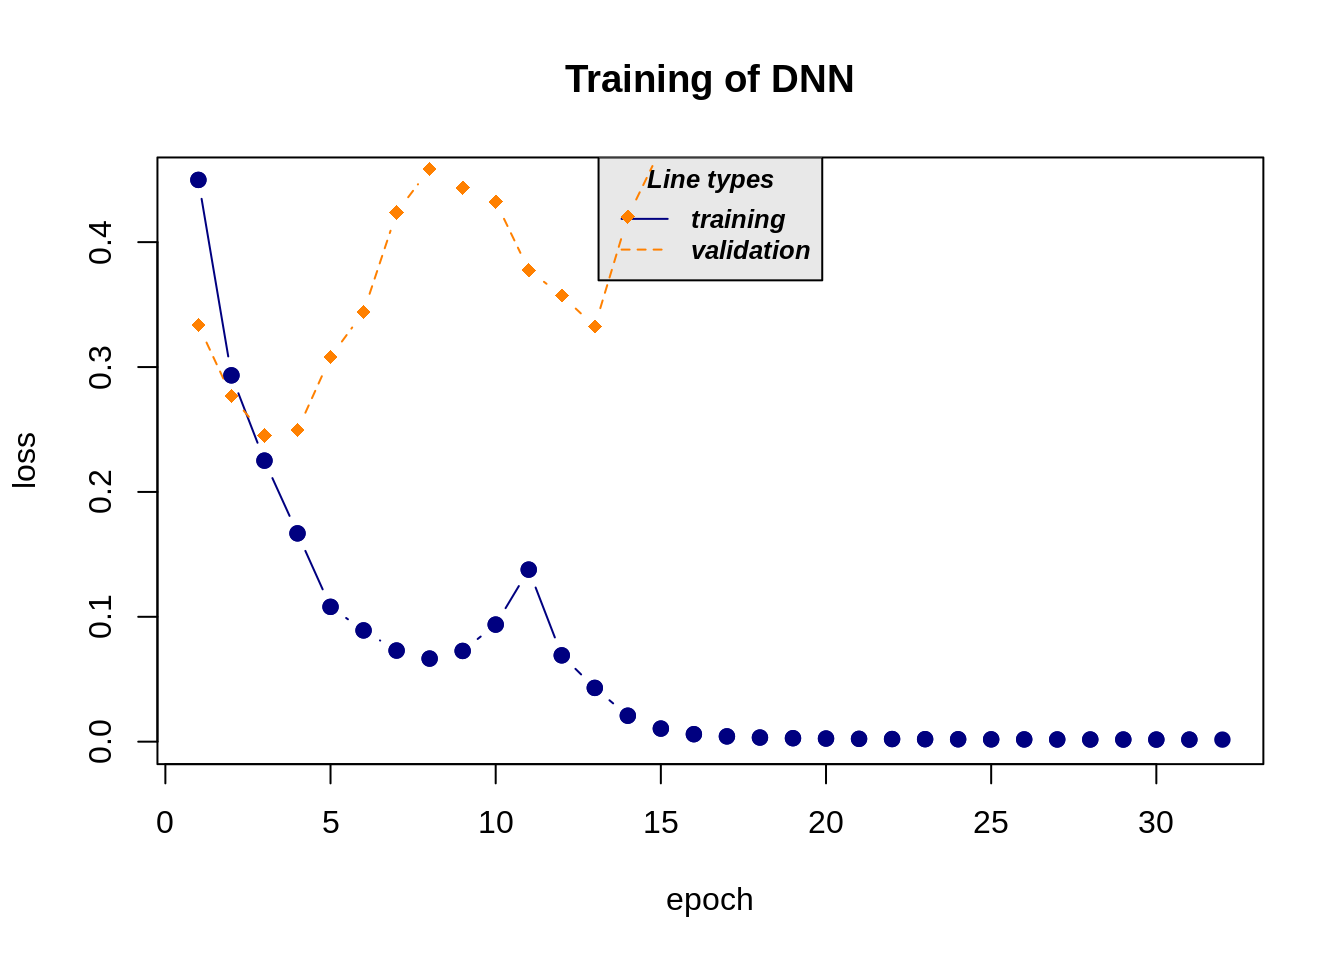 Training of DNN
Line types
training
validation
loss
0.4
0.3
0.2
0.1
0.0
0 5 10 15 20 25 30
epoch